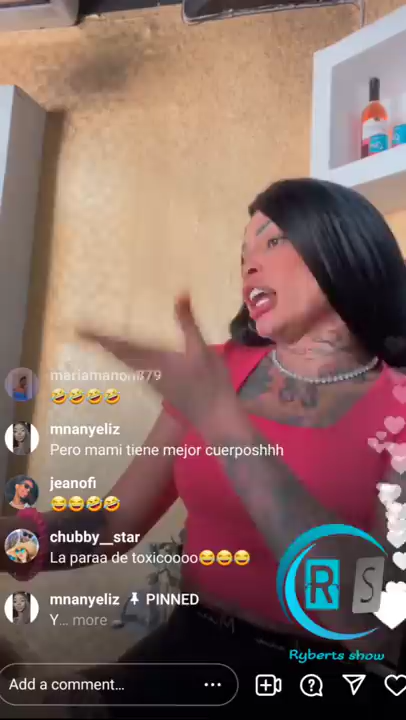 mariamanon879
🤣🤣🤣🤣
mnanyeliz
Pero mami tiene mejor cuerposhhh
jeanofi
😂😂🤣🤣
chubby__star
La paraa de toxicoooo😂😂😂
mnanyeliz 📌 PINNED
Y... more
RS
Ryberts show
Add a comment...